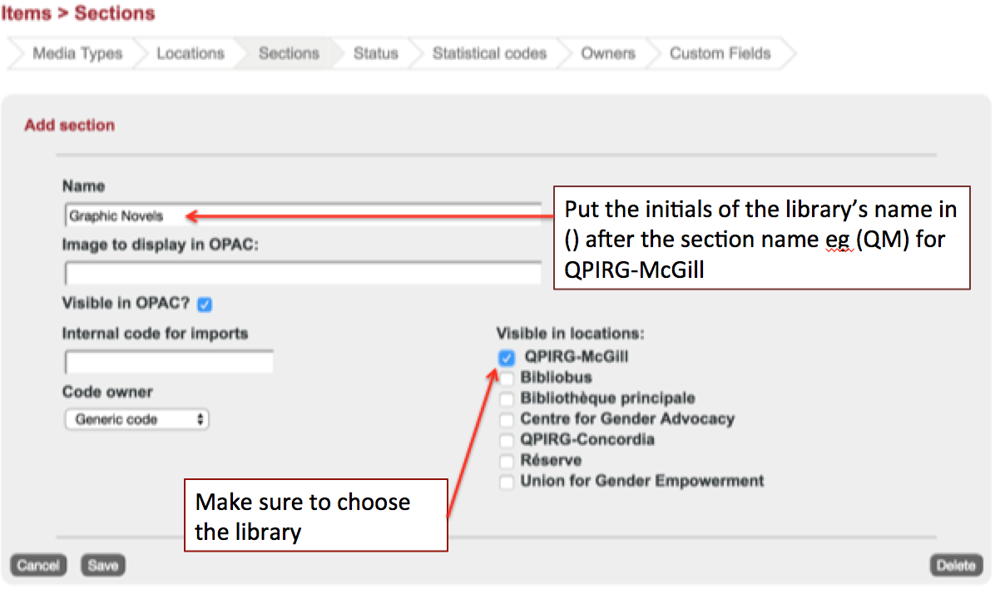 Items > Sections
Media Types Locations Sections Status Statistical codes Owners Custom Fields
Add section
Name
Graphic Novels
Put the initials of the library’s name in
() after the section name eg (QM) for
QPIRG-McGill
Image to display in OPAC:
Visible in OPAC?
Internal code for imports
Code owner
Generic code
Visible in locations:
QPIRG-McGill
Bibliobus
Bibliothèque principale
Centre for Gender Advocacy
QPIRG-Concordia
Réserve
Union for Gender Empowerment
Make sure to choose
the library
Cancel Save Delete